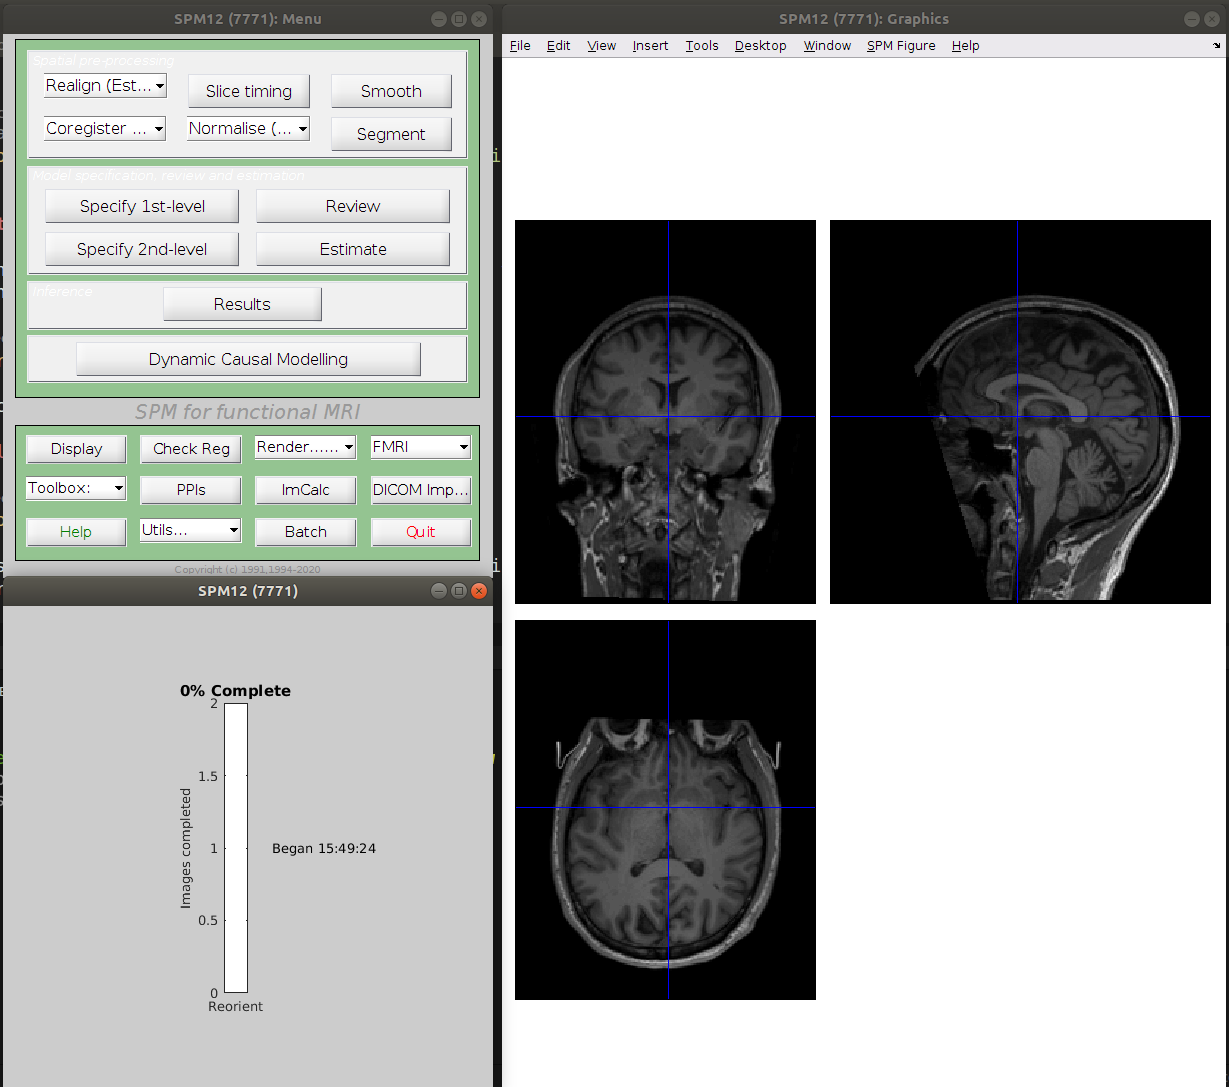 SPM12 (7771): Menu
Spatial pre-processing
Realign (Est...
Slice timing
Smooth
Coregister ...
Normalise (...
Segment
Model specification, review and estimation
Specify 1st-level
Review
Specify 2nd-level
Estimate
Inference
Results
Dynamic Causal Modelling
SPM for functional MRI
Display
Check Reg
Render......
FMRI
Toolbox:
PPIs
ImCalc
DICOM Imp...
Help
Utils...
Batch
Quit
Copyright (c) 1991,1994-2020
SPM12 (7771)
0% Complete
2
1.5
1
0.5
0
Images completed
Began 15:49:24
Reorient
SPM12 (7771): Graphics
File Edit View Insert Tools Desktop Window SPM Figure Help